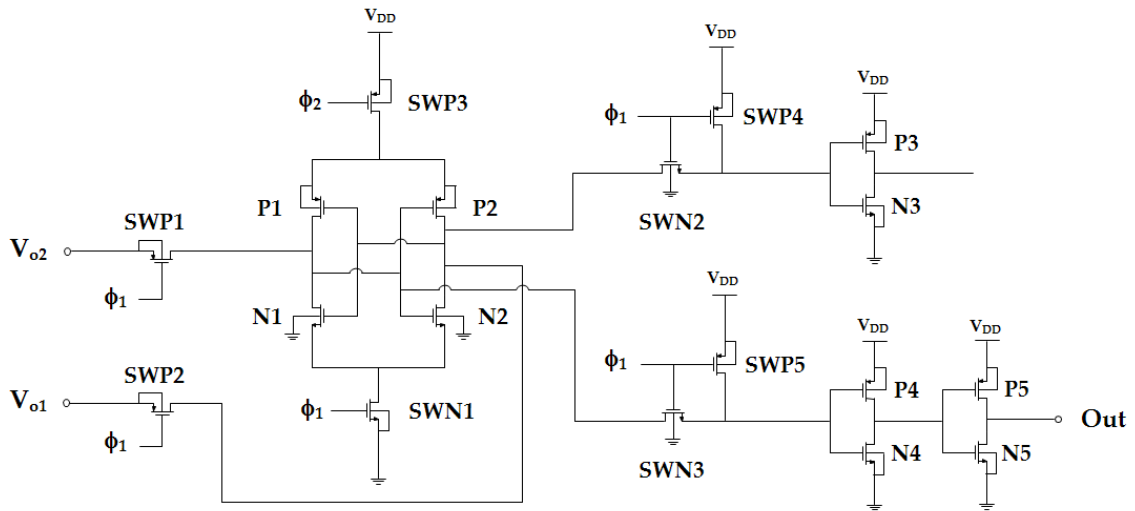 VDD
ϕ2
SWP3
P1
P2
SWP1
Vo2
ϕ1
N1
N2
SWP2
Vo1
ϕ1
ϕ1
SWN1
VDD
ϕ1
SWP4
SWN2
VDD
P3
N3
VDD
ϕ1
SWP5
SWN3
VDD
P4
N4
VDD
P5
N5
Out